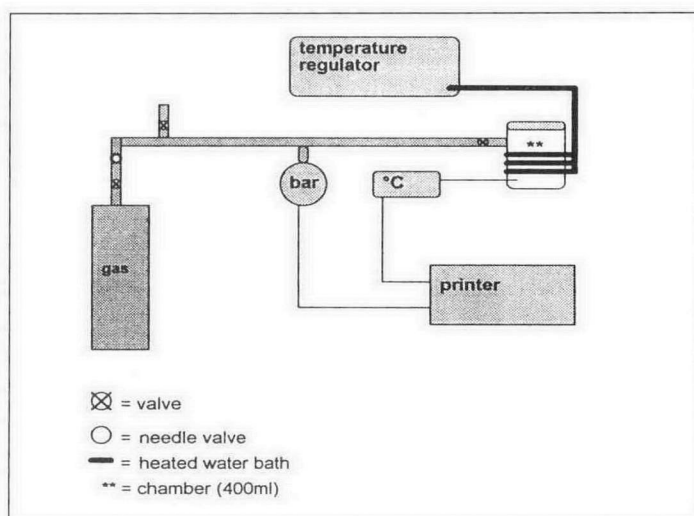 temperature
regulator
**
bar
°C
gas
printer
= valve
= needle valve
= heated water bath
** = chamber (400ml)